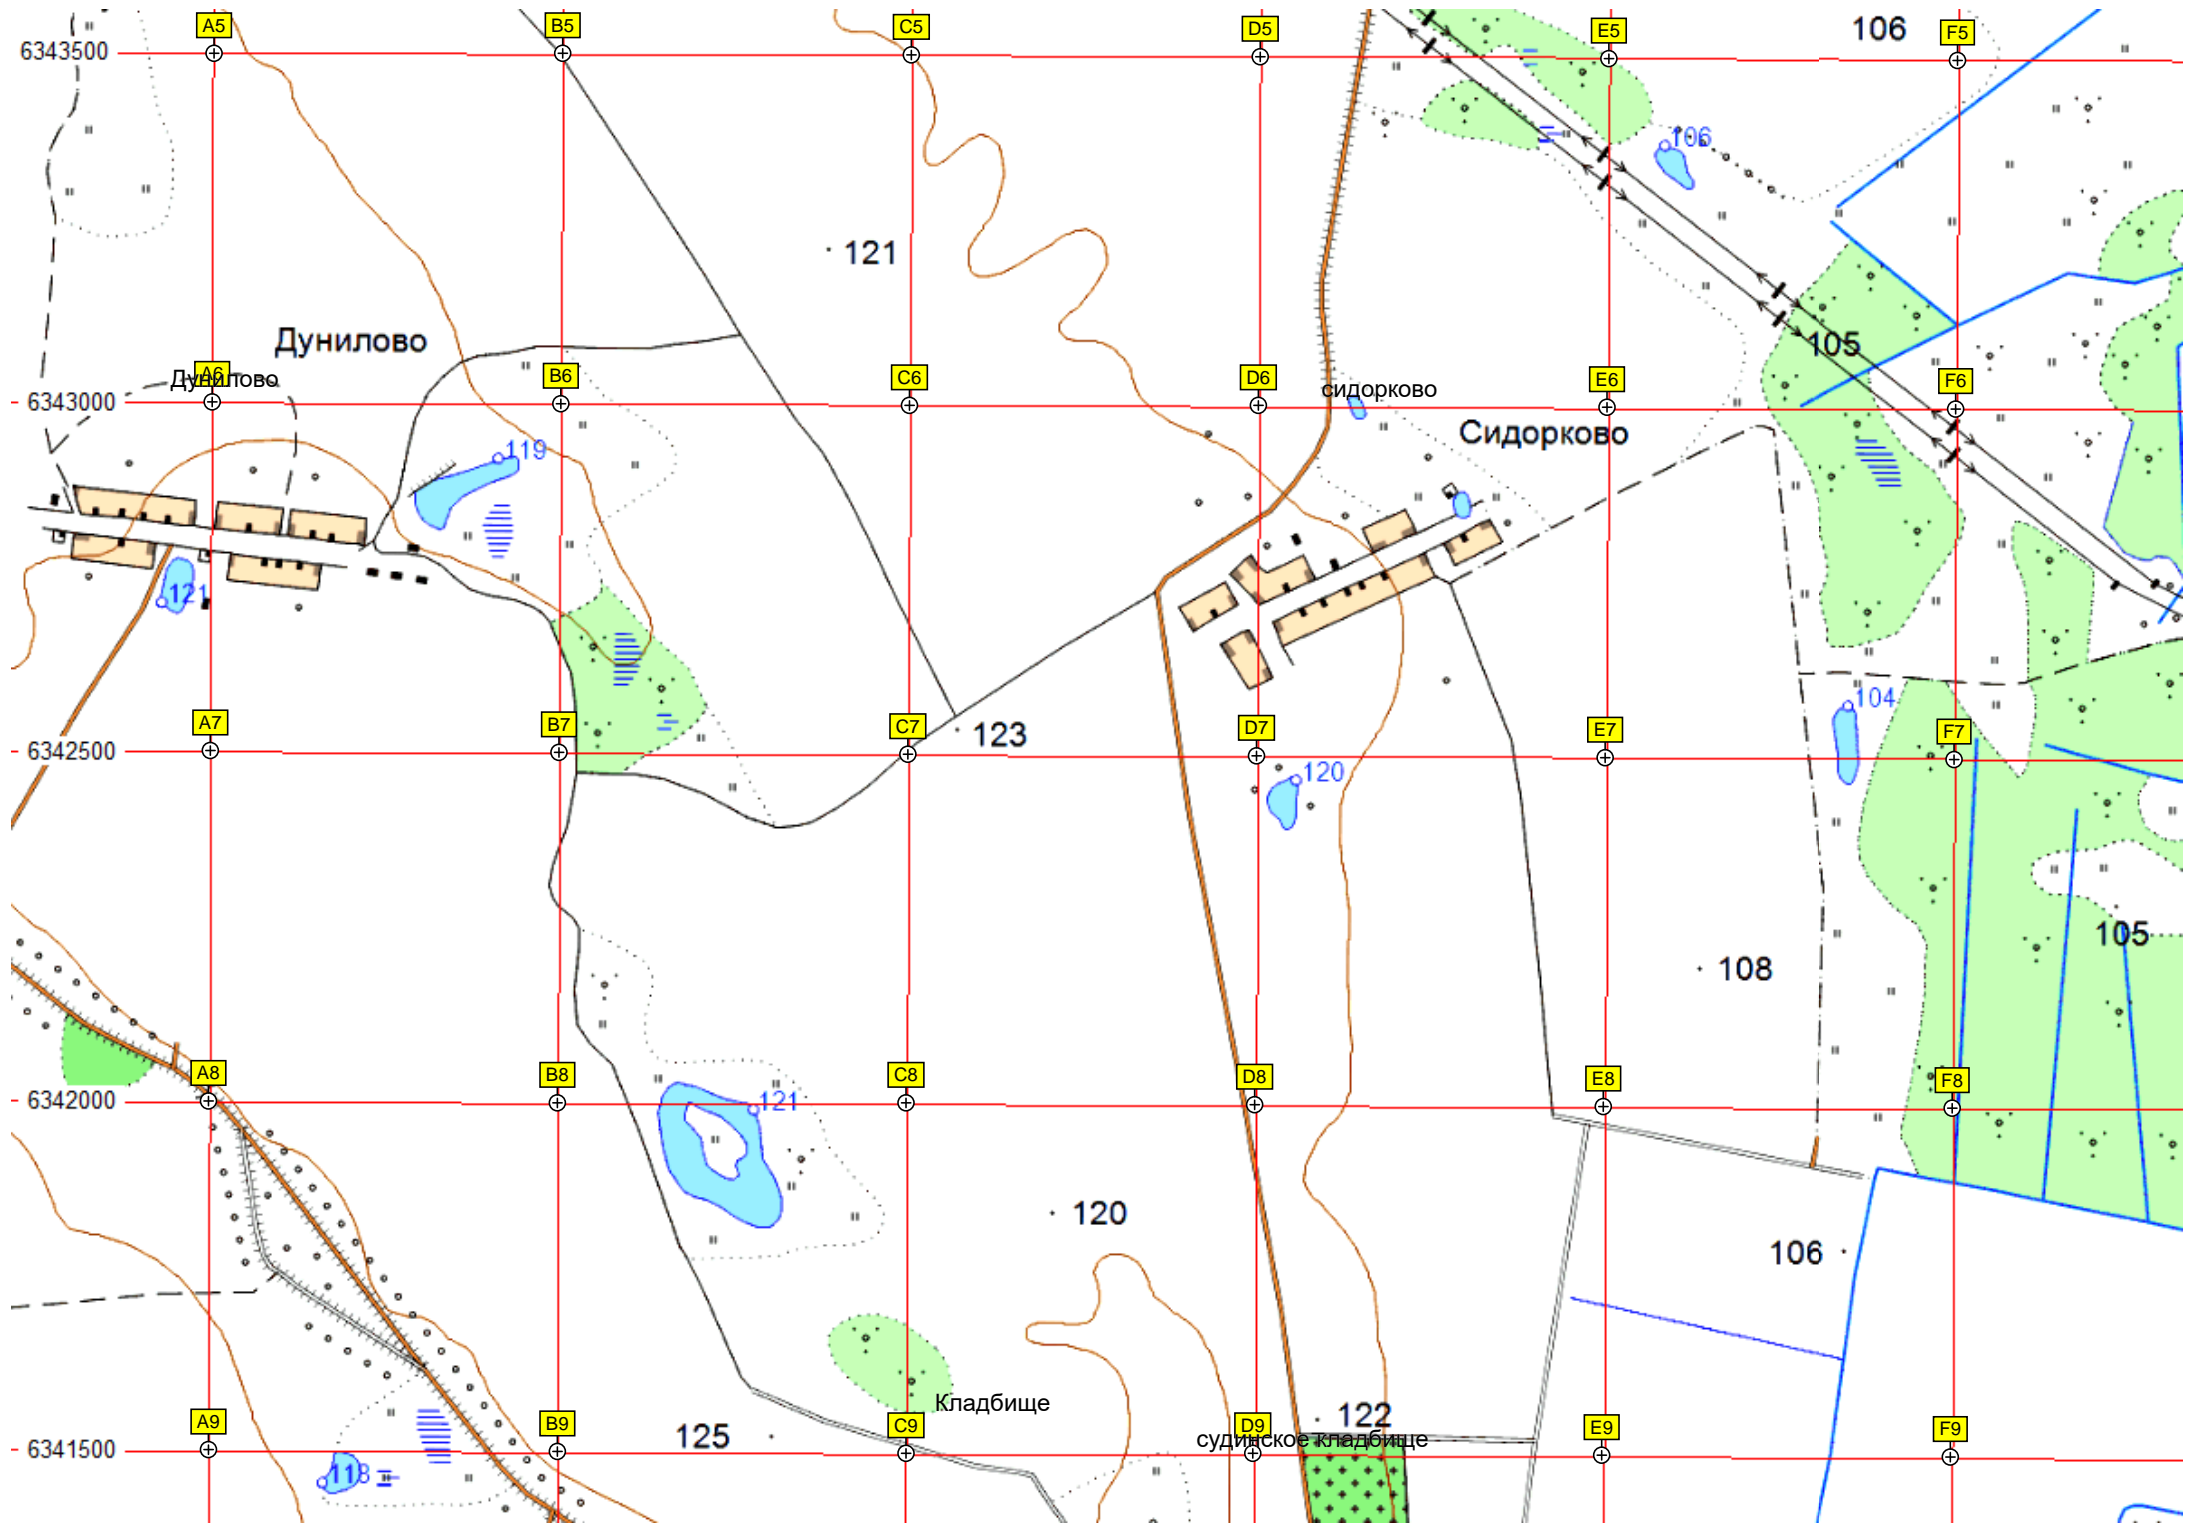 A5 B5 C5 D5 E5 106 F5
6343500
106
121
Дунилово
105
A6 B6 C6 D6 E6 F6
Дунилово сидорково
6343000
Сидорково
119
121
104
A7 B7 C7 D7 E7 F7
123
6342500
120
105
108
A8 B8 C8 D8 E8 F8
6342000
121
120
106
Кладбище
122
A9 B9 C9 D9 E9 F9
125
судинское кладбище
6341500
118